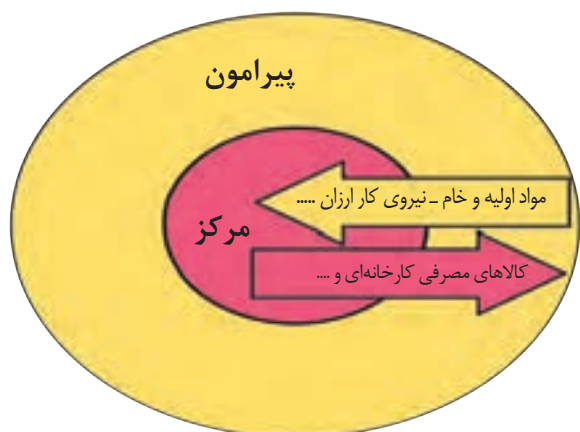 پیرامون
مواد اولیه و خام ـ نیروی کار ارزان .....
مرکز
کالاهای مصرفی کارخانه‌ای و ....